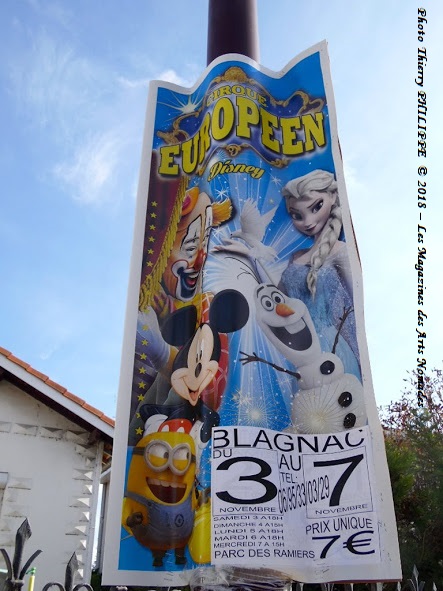 CIRQUE
EUROPEEN
Disney
BLAGNAC
DU 3 NOVEMBRE AU 7 NOVEMBRE
TEL: 06/95/33/03/29
SAMEDI 3 A 18H
DIMANCHE 4 A 15H
LUNDI 5 A 18H
MARDI 6 A 18H
MERCREDI 7 A 15H
PARC DES RAMIERS
PRIX UNIQUE
7€
Photo Thierry PHILIPPE © 2018 – Les Magazines des Arts